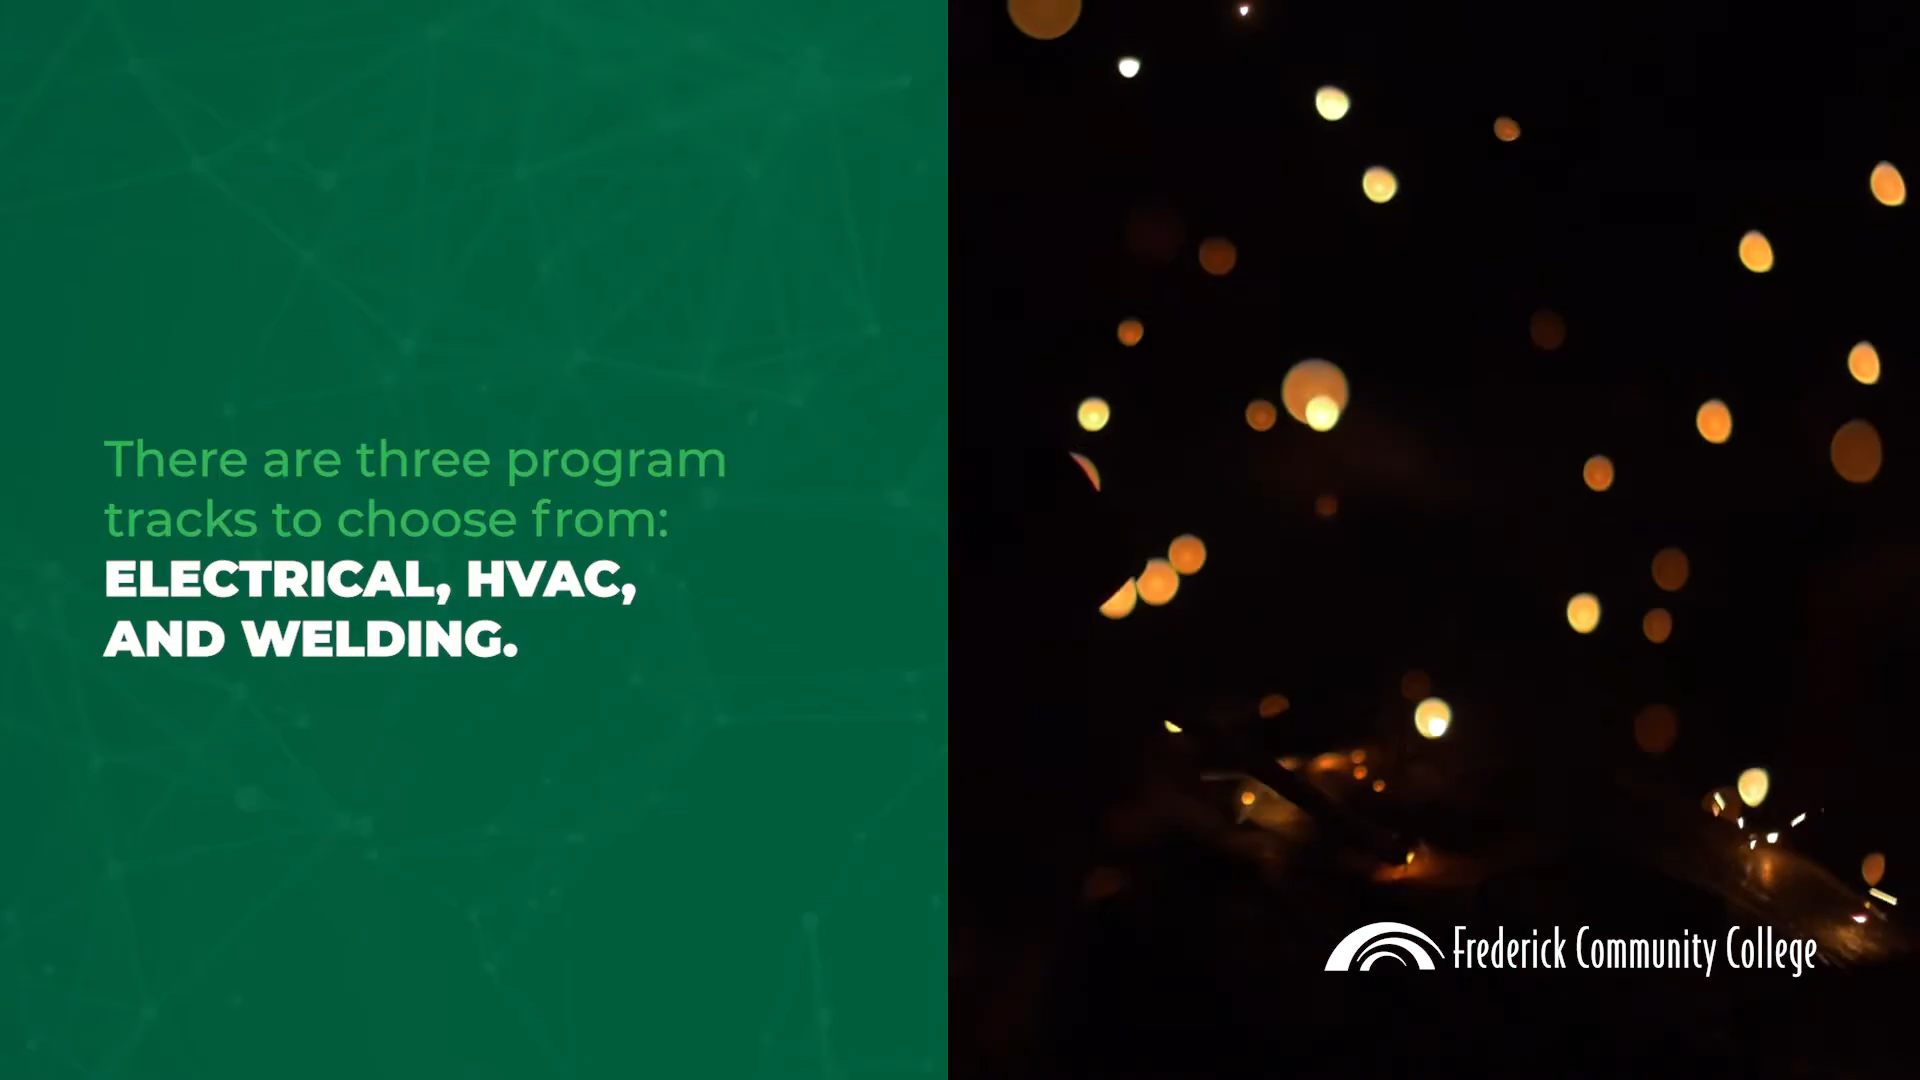 There are three program
tracks to choose from:
ELECTRICAL, HVAC,
AND WELDING.
Frederick Community College